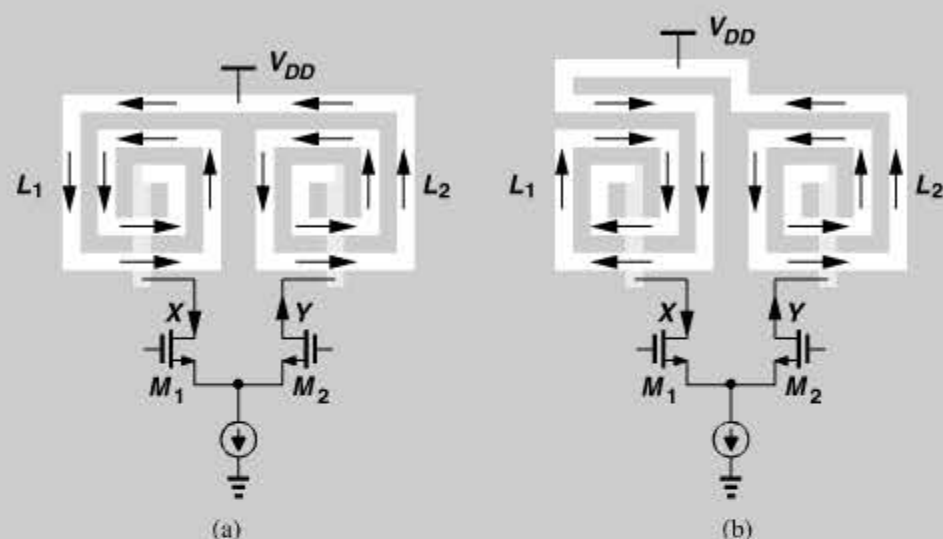 V_DD V_DD
L_1 L_2 L_1 L_2
X Y X Y
M_1 M_2 M_1 M_2
(a) (b)